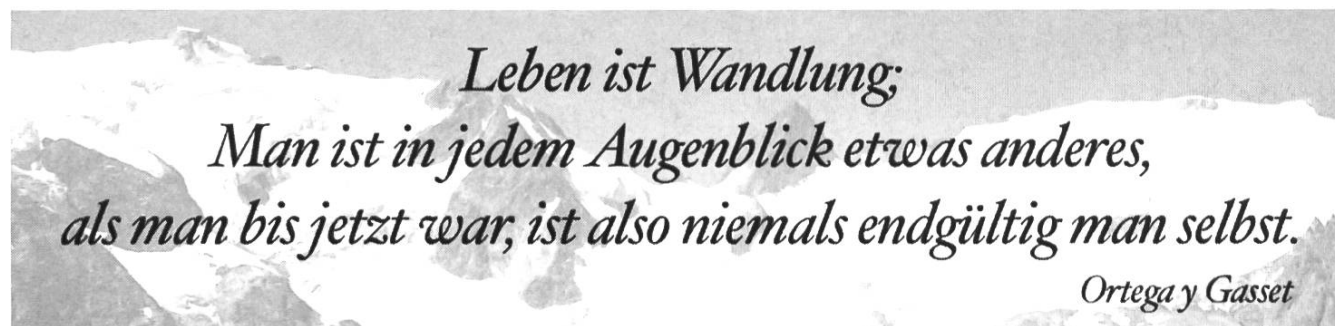 Leben ist Wandlung;
Man ist in jedem Augenblick etwas anderes,
als man bis jetzt war, ist also niemals endgültig man selbst.
Ortega y Gasset